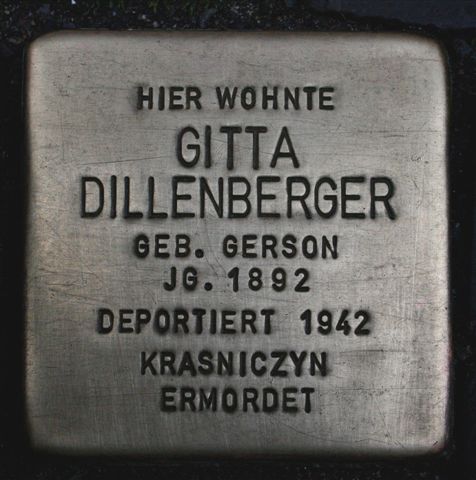 HIER WOHNTE
GITTA
DILLENBERGER
GEB. GERSON
JG. 1892
DEPORTIERT 1942
KRASNICZYN
ERMORDET